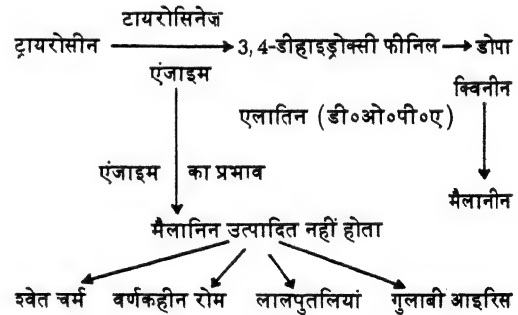 टायरोसिनेज़
ट्रायरोसीन 3, 4-डीहाइड्रोक्सी फीनिल डोपा
एंजाइम क्विनीन
एलातिन (डी०ओ०पी०ए)
एंजाइम का प्रभाव
मैलानीन
मैलानिन उत्पादित नहीं होता
श्वेत चर्म वर्णकहीन रोम लालपुतलियां गुलाबी आइरिस